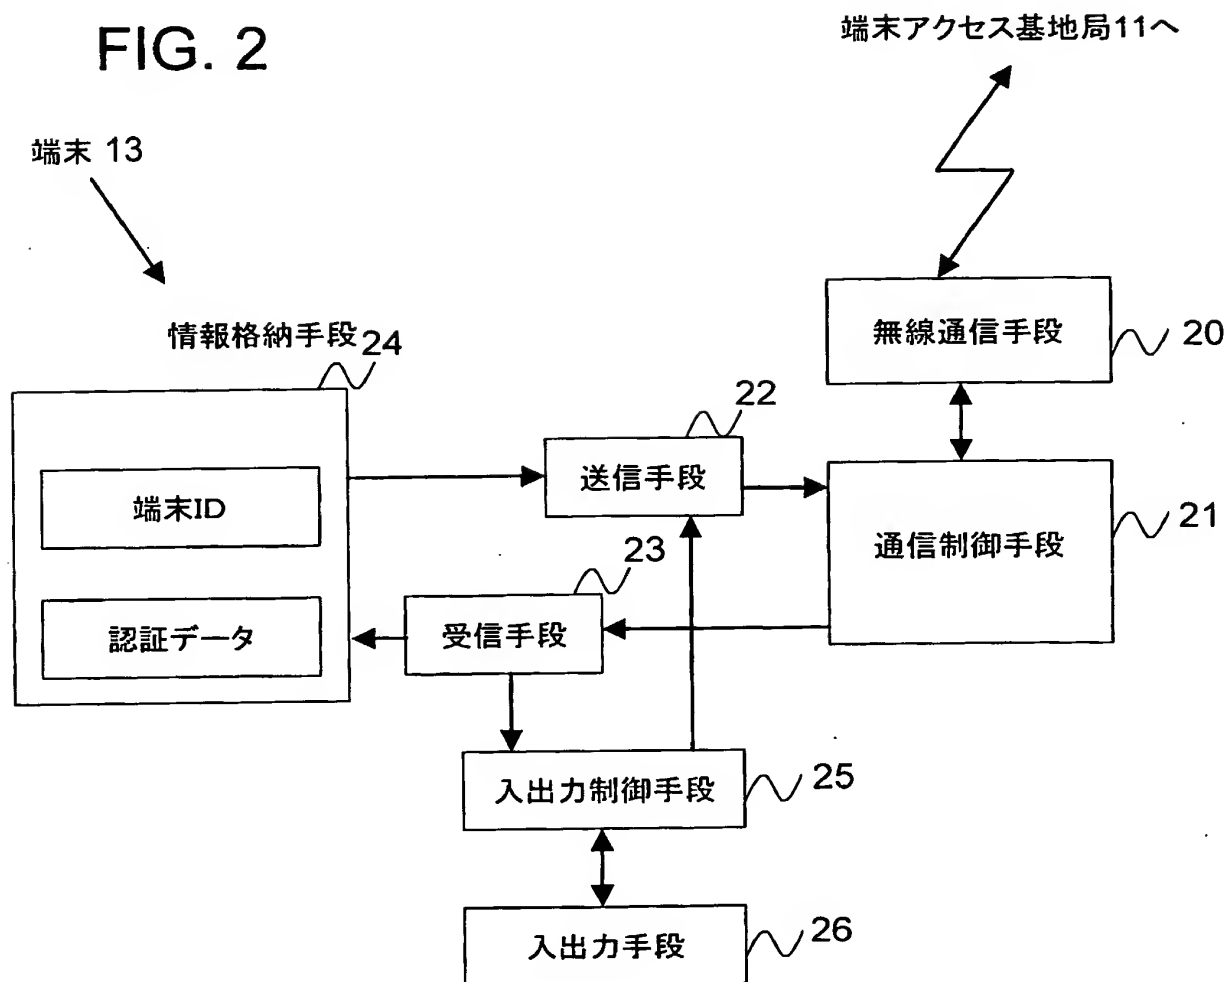 FIG. 2
端末アクセス基地局11へ
端末 13
情報格納手段
24
無線通信手段
20
22
送信手段
端末ID
通信制御手段
21
23
受信手段
認証データ
入出力制御手段
25
入出力手段
26